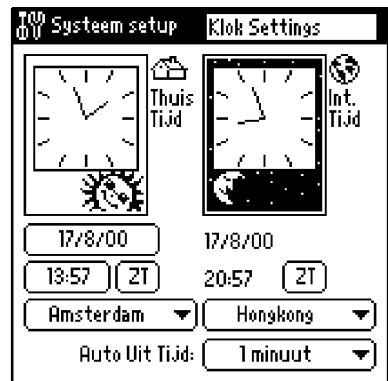 Systeem setup Klok Settings
Thuis Tijd
Int. Tijd
17/8/00 17/8/00
13:57 ZT 20:57 ZT
Amsterdam Hongkong
Auto Uit Tijd: 1 minuut